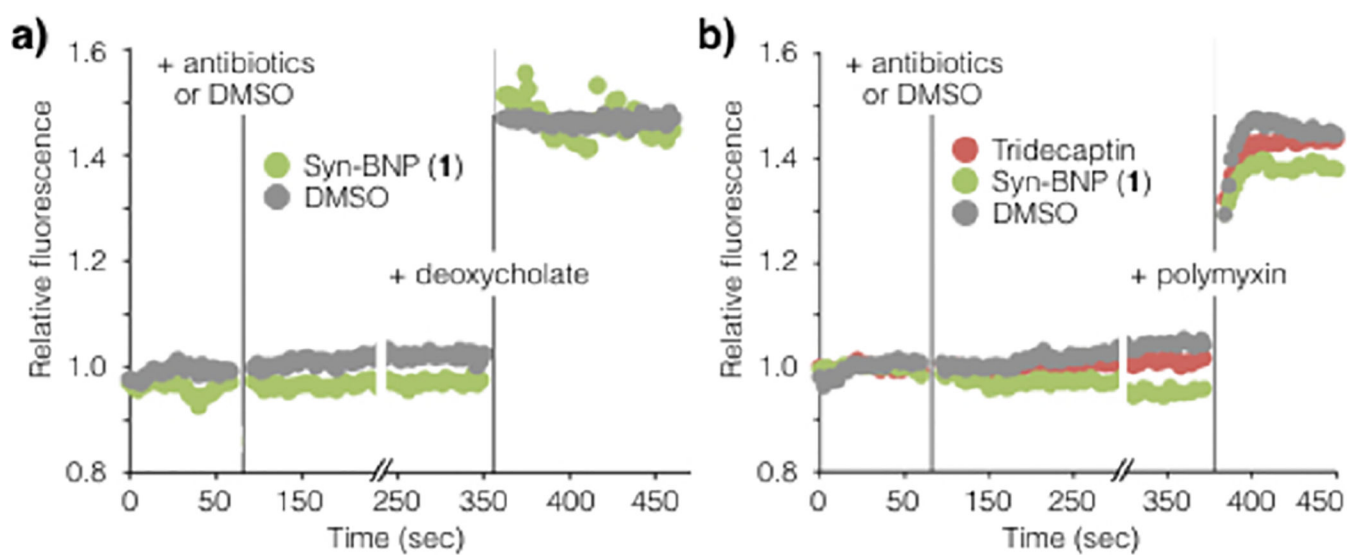 a)
1.6
1.4
1.2
1.0
0.8
Relative fluorescence
+ antibiotics
or DMSO
Syn-BNP (1)
DMSO
+ deoxycholate
0 50 150 250 350 400 450
Time (sec)
b)
1.6
1.4
1.2
1.0
0.8
Relative fluorescence
+ antibiotics
or DMSO
Tridecaptin
Syn-BNP (1)
DMSO
+ polymyxin
0 50 150 250 350 400 450
Time (sec)